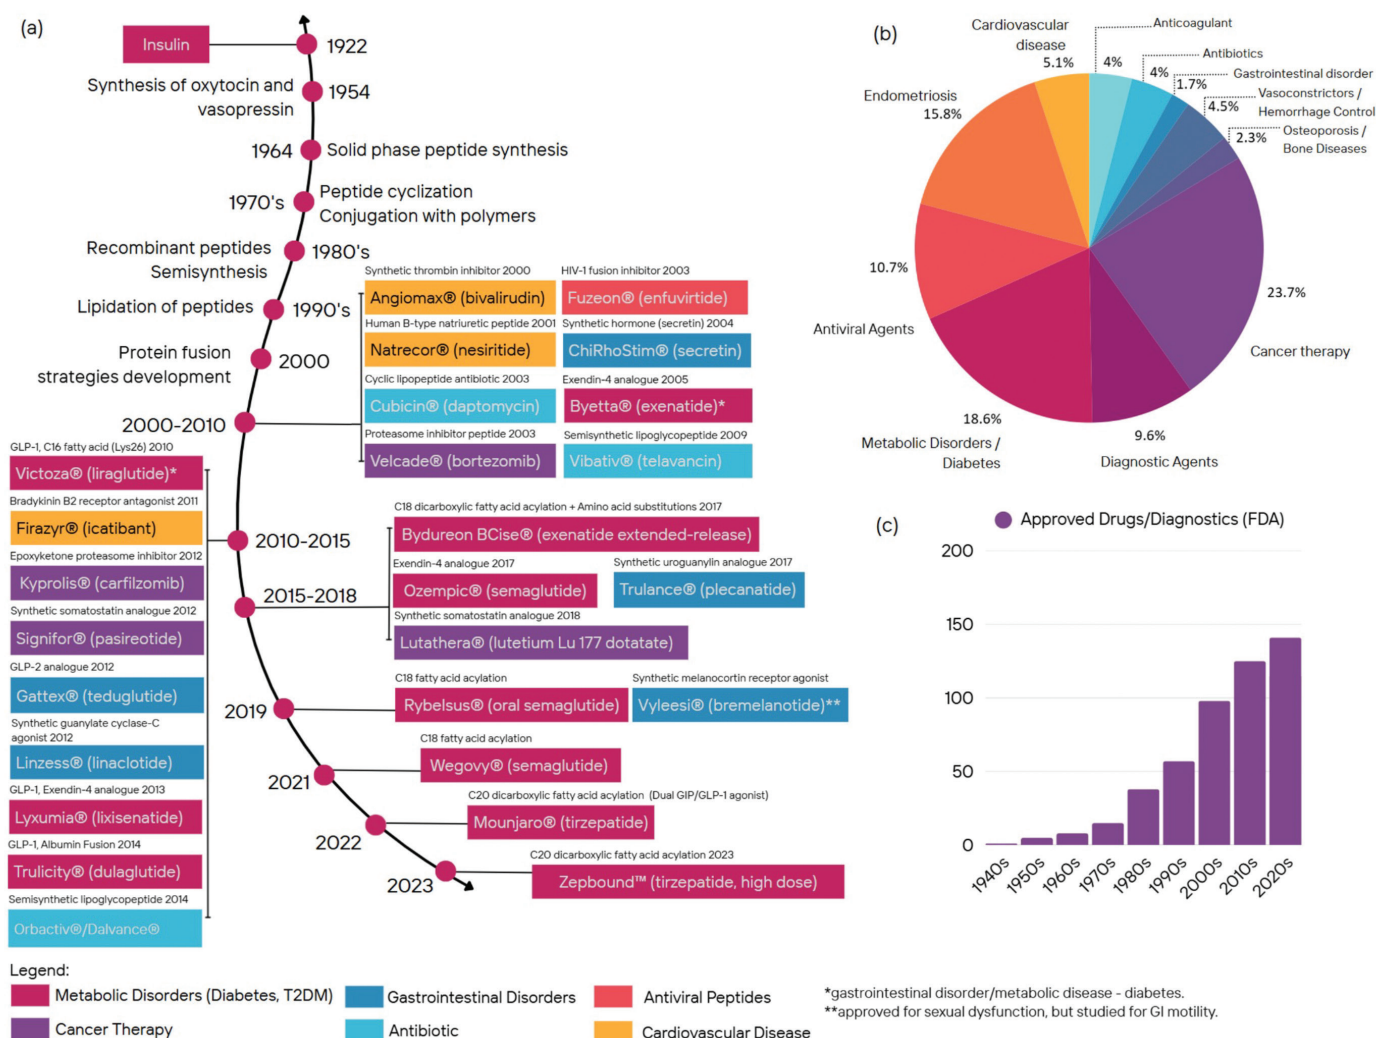 (a)
Insulin
1922
Synthesis of oxytocin and
vasopressin
1954
1964
Solid phase peptide synthesis
1970's
Peptide cyclization
Conjugation with polymers
Recombinant peptides
Semisynthesis
1980's
Lipidation of peptides
1990's
Protein fusion
strategies development
2000
2000-2010
Synthetic thrombin inhibitor 2000
Angiomax® (bivalirudin)
HIV-1 fusion inhibitor 2003
Fuzeon® (enfuvirtide)
Human B-type natriuretic peptide 2001
Natrecor® (nesiritide)
Synthetic hormone (secretin) 2004
ChiRhoStim® (secretin)
Cyclic lipopeptide antibiotic 2003
Cubicin® (daptomycin)
Exendin-4 analogue 2005
Byetta® (exenatide)*
Proteasome inhibitor peptide 2003
Velcade® (bortezomib)
Semisynthetic lipoglycopeptide 2009
Vibativ® (telavancin)
2010-2015
GLP-1, C16 fatty acid (Lys26) 2010
Victoza® (liraglutide)*
Bradykinin B2 receptor antagonist 2011
Firazyr® (icatibant)
Epoxyketone proteasome inhibitor 2012
Kyprolis® (carfilzomib)
Synthetic somatostatin analogue 2012
Signifor® (pasireotide)
GLP-2 analogue 2012
Gattex® (teduglutide)
Synthetic guanylate cyclase-C
agonist 2012
Linzess® (linaclotide)
GLP-1, Exendin-4 analogue 2013
Lyxumia® (lixisenatide)
GLP-1, Albumin Fusion 2014
Trulicity® (dulaglutide)
Semisynthetic lipoglycopeptide 2014
Orbactiv®/Dalvance®
2015-2018
C18 dicarboxylic fatty acid acylation + Amino acid substitutions 2017
Bydureon BCise® (exenatide extended-release)
Exendin-4 analogue 2017
Ozempic® (semaglutide)
Synthetic uroguanylin analogue 2017
Trulance® (plecanatide)
Synthetic somatostatin analogue 2018
Lutathera® (lutetium Lu 177 dotatate)
2019
C18 fatty acid acylation
Rybelsus® (oral semaglutide)
Synthetic melanocortin receptor agonist
Vyleesi® (bremelanotide)**
2021
C18 fatty acid acylation
Wegovy® (semaglutide)
2022
C20 dicarboxylic fatty acid acylation (Dual GIP/GLP-1 agonist)
Mounjaro® (tirzepatide)
2023
C20 dicarboxylic fatty acid acylation 2023
Zepbound™ (tirzepatide, high dose)
(b)
Cardiovascular
disease
5.1%
Anticoagulant
4%
Antibiotics
4%
Gastrointestinal disorder
1.7%
Vasoconstrictors /
Hemorrhage Control
4.5%
Osteoporosis /
Bone Diseases
2.3%
Endometriosis
15.8%
10.7%
Antiviral Agents
18.6%
Metabolic Disorders /
Diabetes
9.6%
Diagnostic Agents
23.7%
Cancer therapy
(c)
Approved Drugs/Diagnostics (FDA)
200
150
100
50
0
1940s
1950s
1960s
1970s
1980s
1990s
2000s
2010s
2020s
Legend:
Metabolic Disorders (Diabetes, T2DM)
Gastrointestinal Disorders
Antiviral Peptides
Cancer Therapy
Antibiotic
Cardiovascular Disease
*gastrointestinal disorder/metabolic disease - diabetes.
**approved for sexual dysfunction, but studied for GI motility.